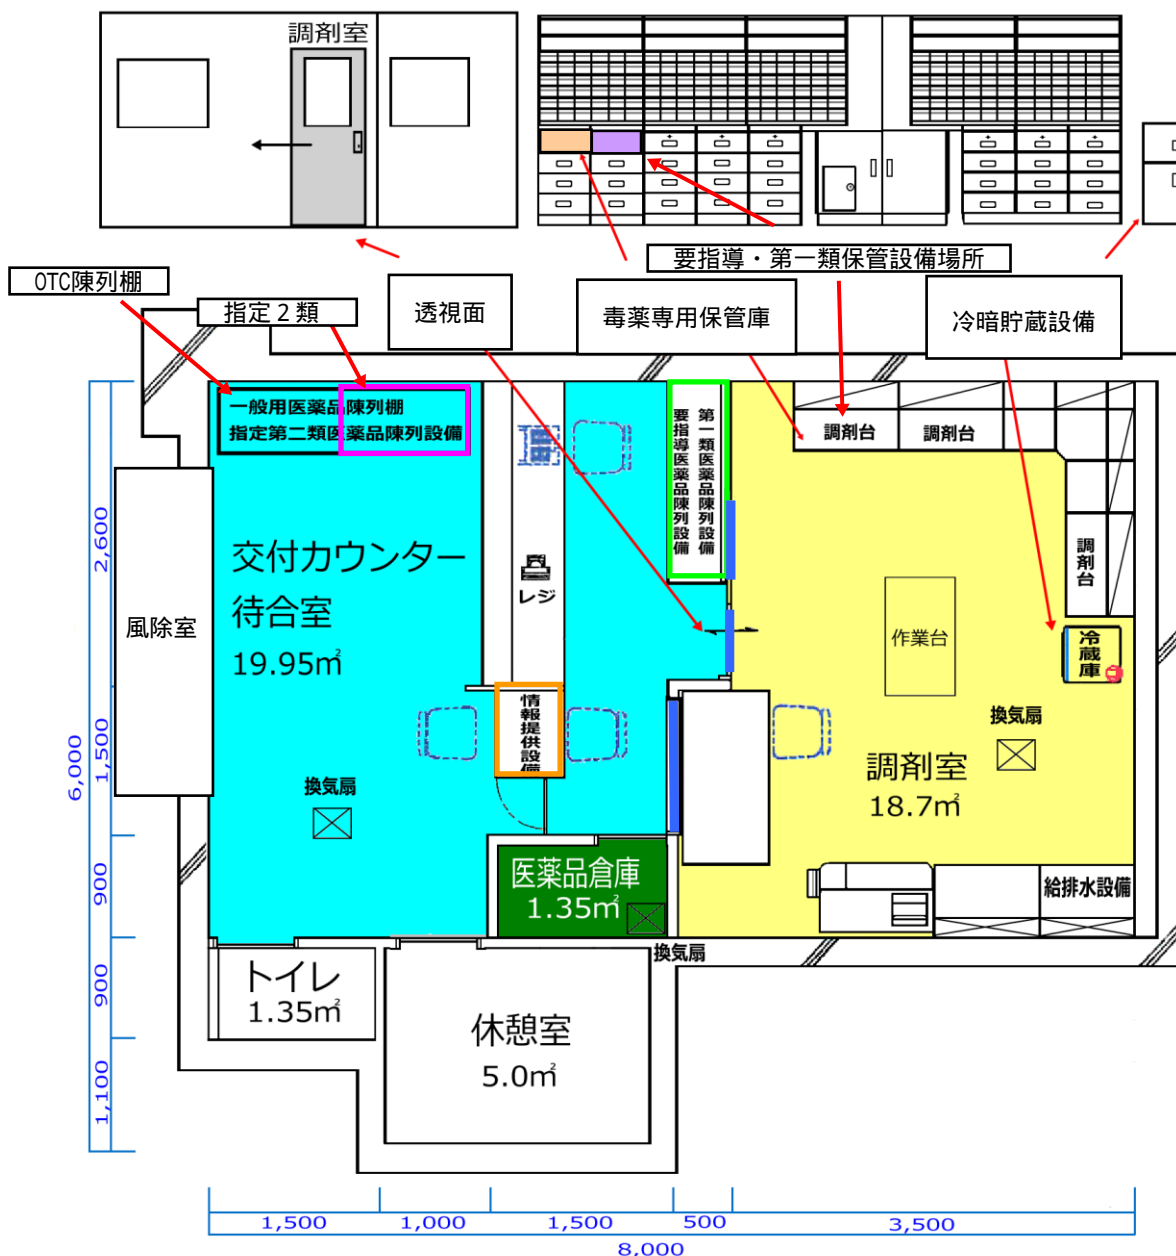 調剤室
要指導・第一類保管設備場所
OTC陳列棚
指定２類
透視面
毒薬専用保管庫
冷暗貯蔵設備
一般用医薬品陳列棚
指定第二類医薬品陳列設備
第一類医薬品陳列設備
要指導医薬品陳列設備
調剤台
調剤台
調剤台
交付カウンター
待合室
19.95㎡
風除室
レジ
作業台
冷蔵庫
情報提供設備
換気扇
換気扇
調剤室
18.7㎡
医薬品倉庫
1.35㎡
給排水設備
換気扇
トイレ
1.35㎡
休憩室
5.0㎡
2,600
1,500
6,000
900
900
1,100
1,500
1,000
1,500
500
3,500
8,000